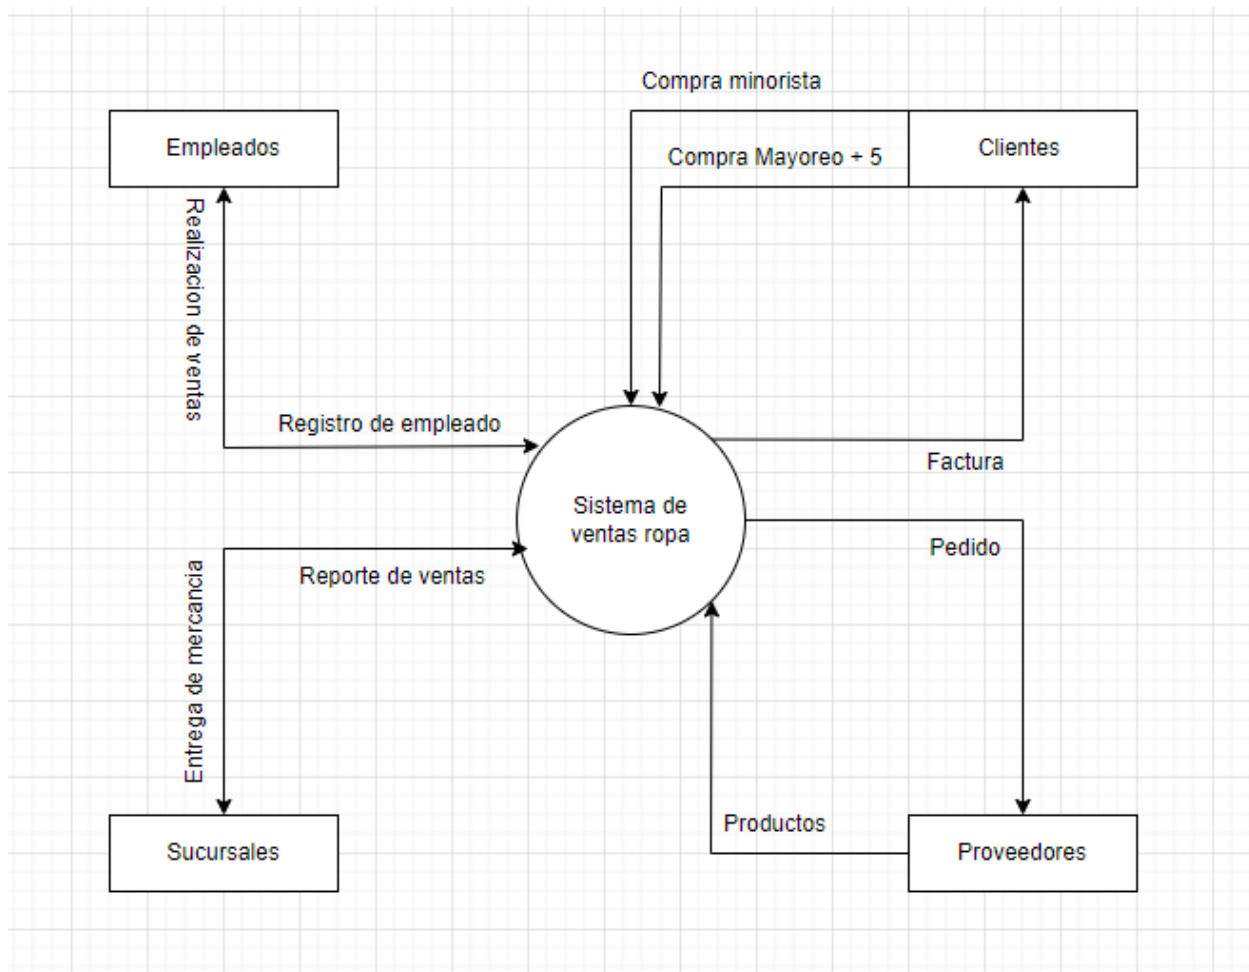 Compra minorista
Empleados
Clientes
Compra Mayoreo + 5
Realizacion de ventas
Registro de empleado
Factura
Sistema de
ventas ropa
Pedido
Reporte de ventas
Entrega de mercancia
Productos
Sucursales
Proveedores